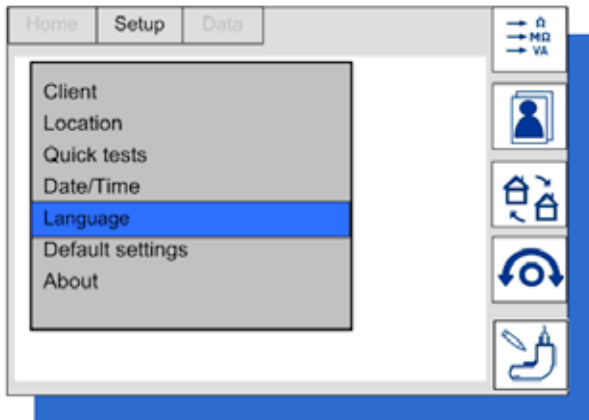 Home Setup Data
Ω
MΩ
VA
Client
Location
Quick tests
Date/Time
Language
Default settings
About